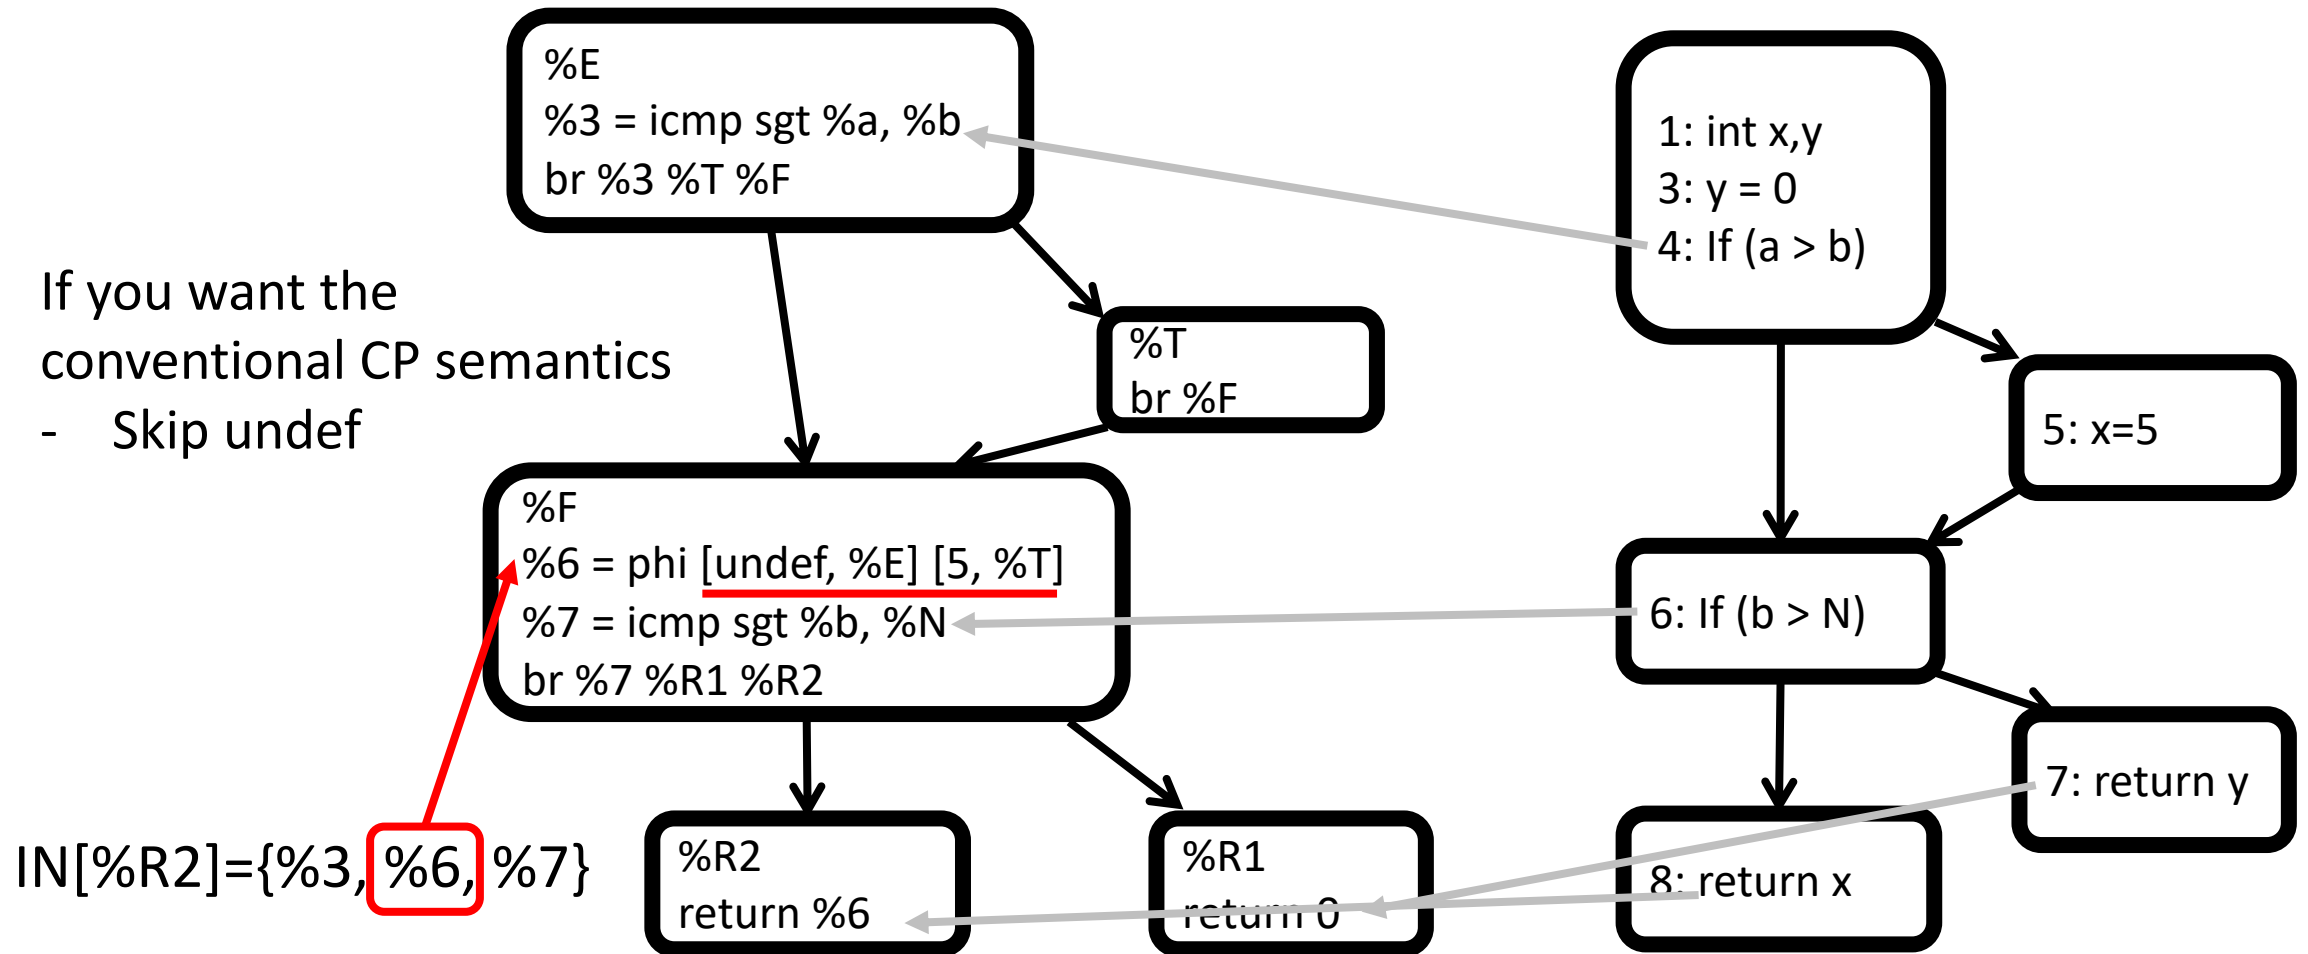 %E
%3 = icmp sgt %a, %b
br %3 %T %F
1: int x,y
3: y = 0
4: If (a > b)
If you want the
conventional CP semantics
- Skip undef
%T
br %F
5: x=5
%F
%6 = phi [undef, %E] [5, %T]
%7 = icmp sgt %b, %N
br %7 %R1 %R2
6: If (b > N)
7: return y
IN[%R2]={%3, %6, %7}
%R2
return %6
%R1
return 0
8: return x